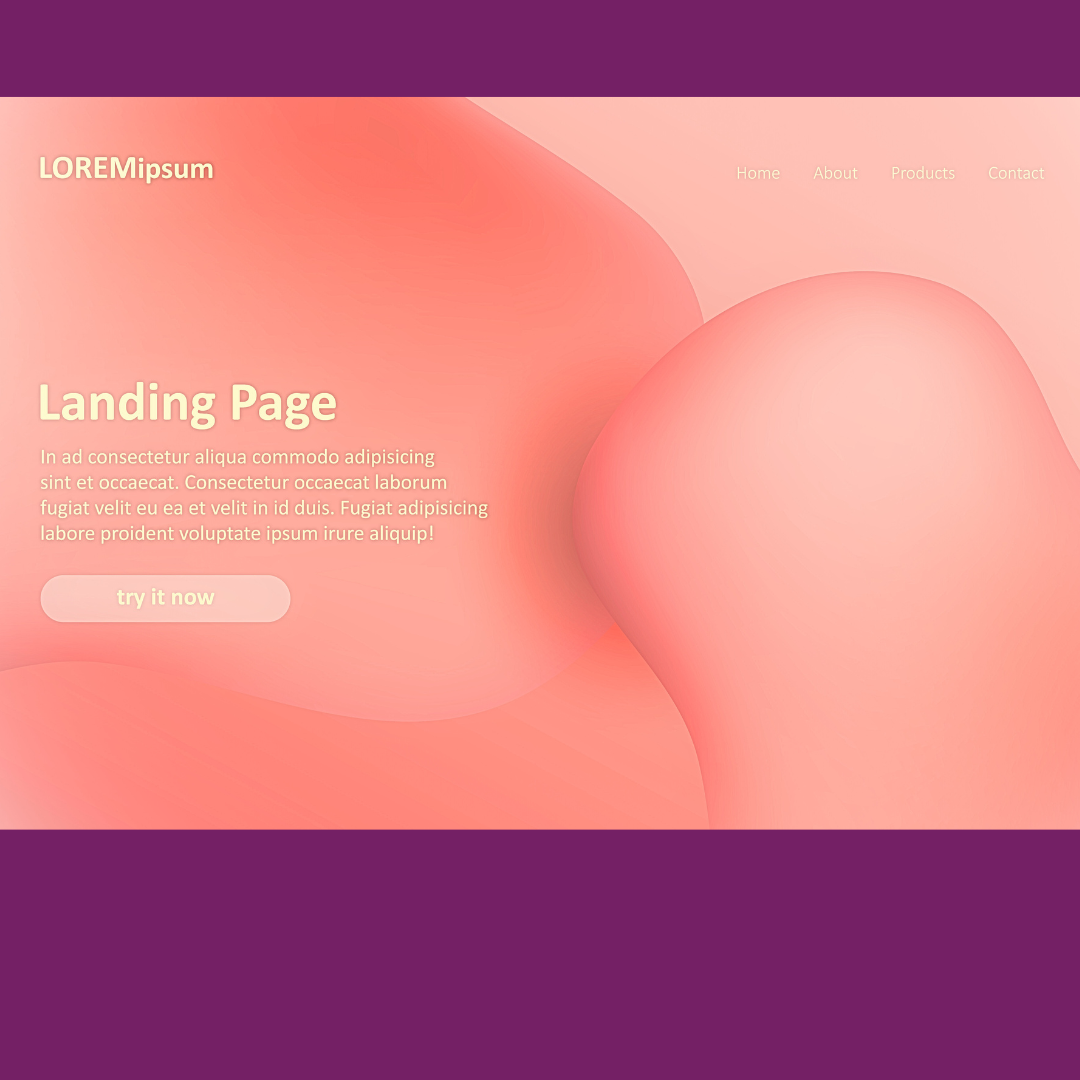 LOREMipsum
Home About Products Contact
Landing Page
In ad consectetur aliqua commodo adipisicing
sint et occaecat. Consectetur occaecat laborum
fugiat velit eu ea et velit in id duis. Fugiat adipisicing
labore proident voluptate ipsum irure aliquip!
try it now